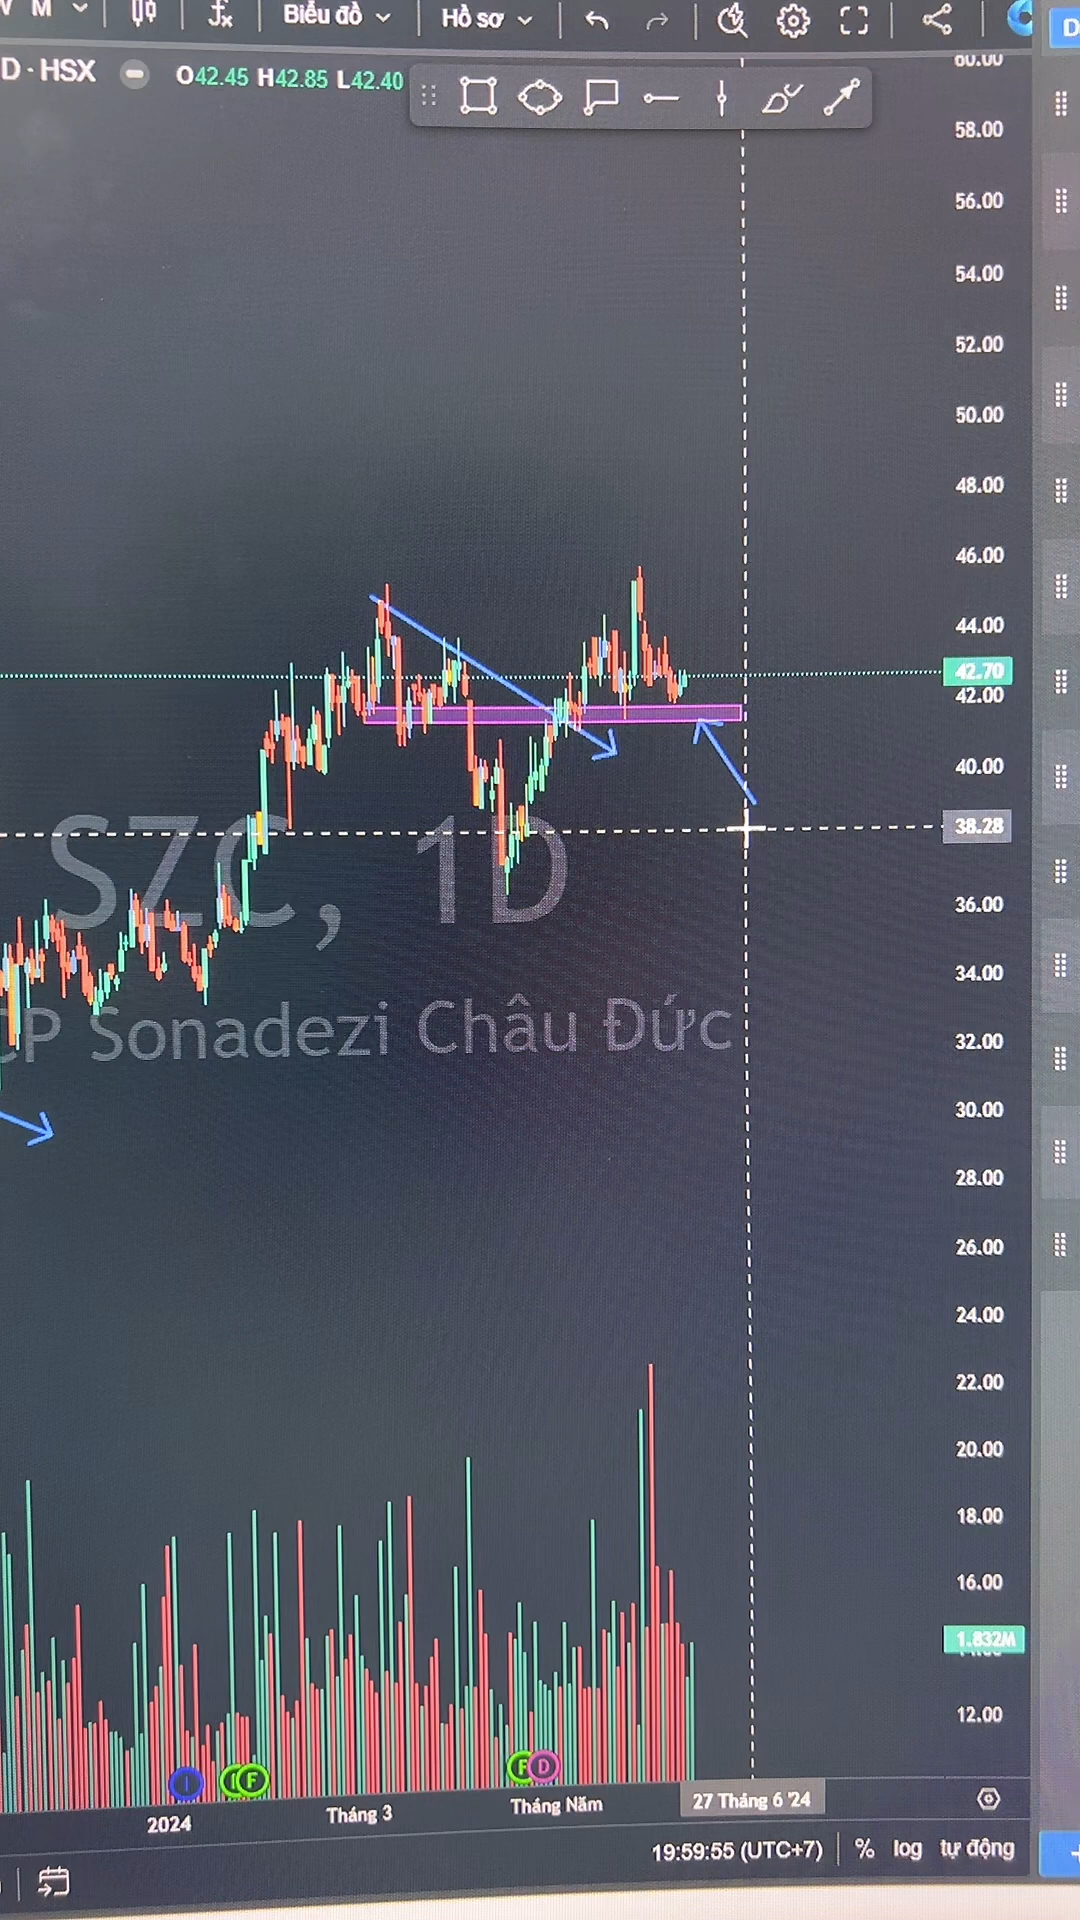 M Biểu đồ Hồ sơ
D · HSX O42.45 H42.85 L42.40
60.00
58.00
56.00
54.00
52.00
50.00
48.00
46.00
44.00
42.70
42.00
40.00
38.28
36.00
34.00
32.00
30.00
28.00
26.00
24.00
22.00
20.00
18.00
16.00
1.832M
12.00
SZC, 1D
CP Sonadezi Châu Đức
F
F D
2024 Tháng 3 Tháng Năm 27 Tháng 6 '24
19:59:55 (UTC+7) % log tự động